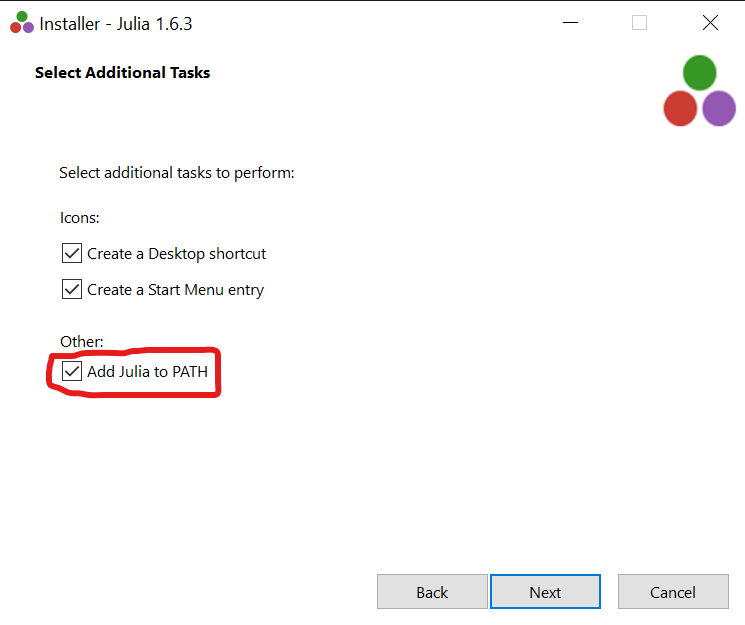 Installer - Julia 1.6.3
Select Additional Tasks
Select additional tasks to perform:
Icons:
Create a Desktop shortcut
Create a Start Menu entry
Other:
Add Julia to PATH
Back Next Cancel